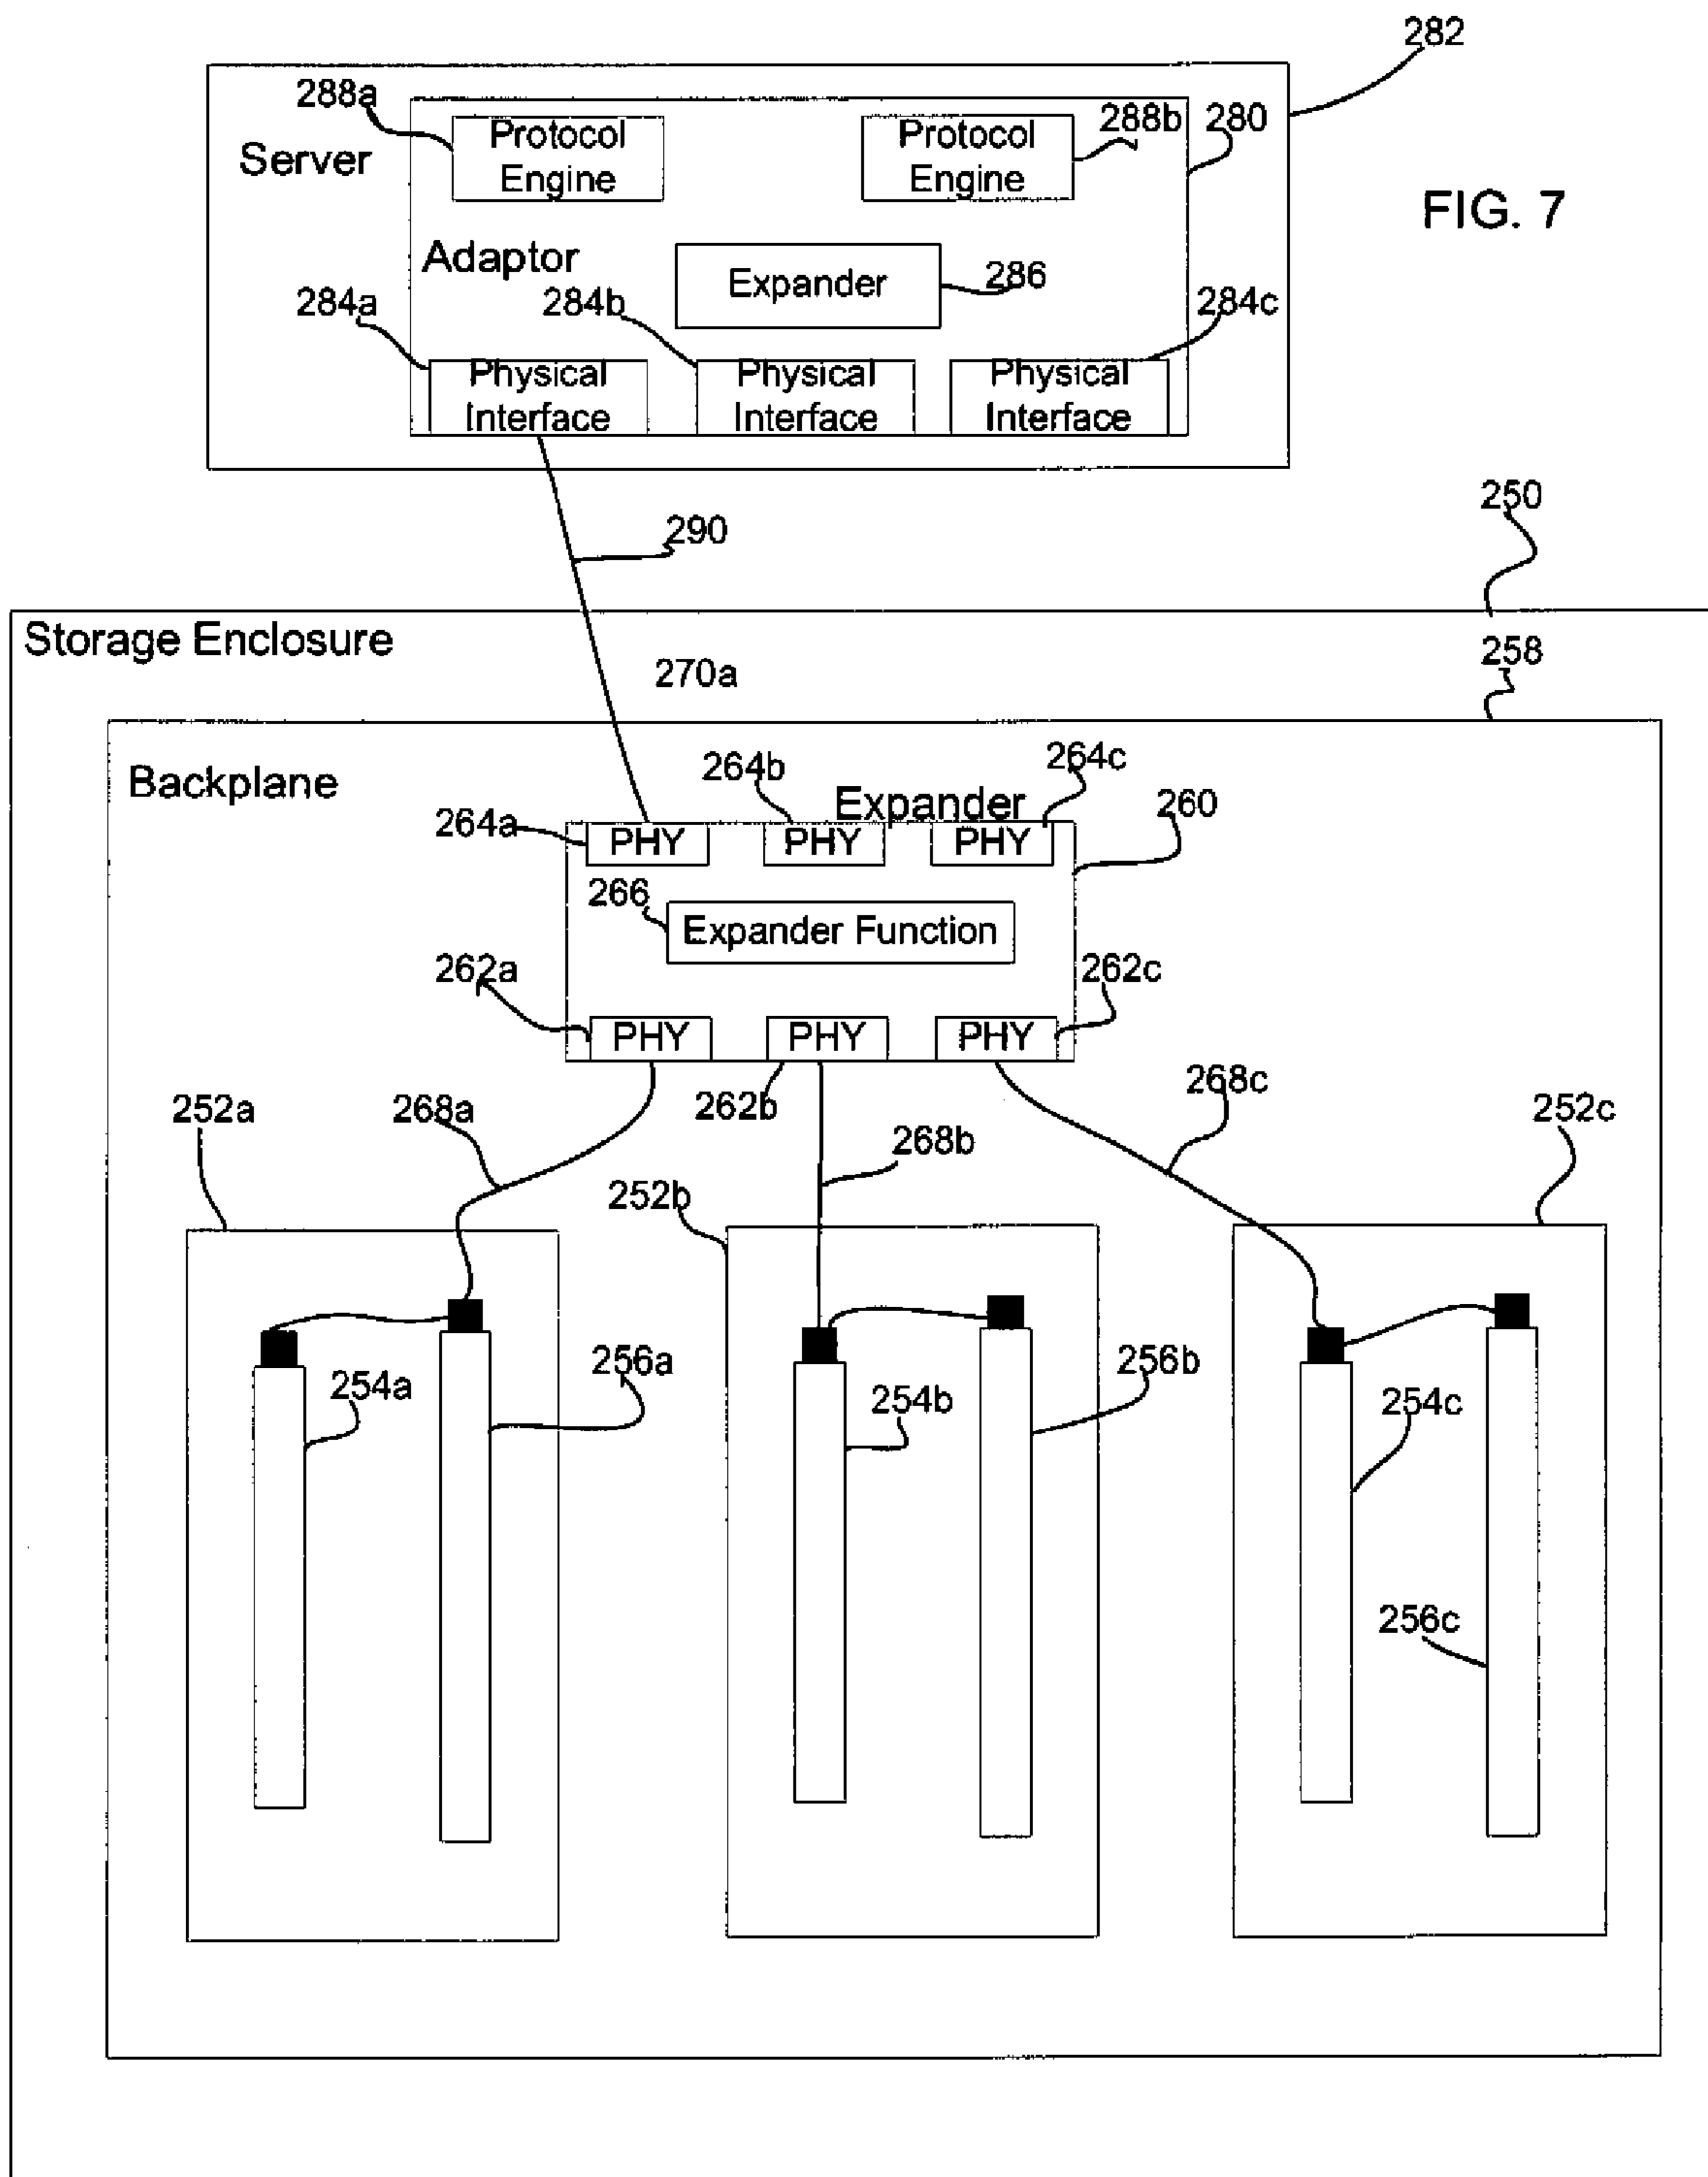 282
288a
Protocol
Engine
Protocol
Engine
288b
280
Server
FIG. 7
Adaptor
Expander
286
284a
284b
284c
Physical
Interface
Physical
Interface
Physical
Interface
290
250
Storage Enclosure
270a
258
Backplane
264b
264c
Expander
260
264a
PHY
PHY
PHY
266
Expander Function
262a
262c
PHY
PHY
PHY
252a
268a
262b
268c
252c
268b
252b
254a
256a
254b
256b
254c
256c